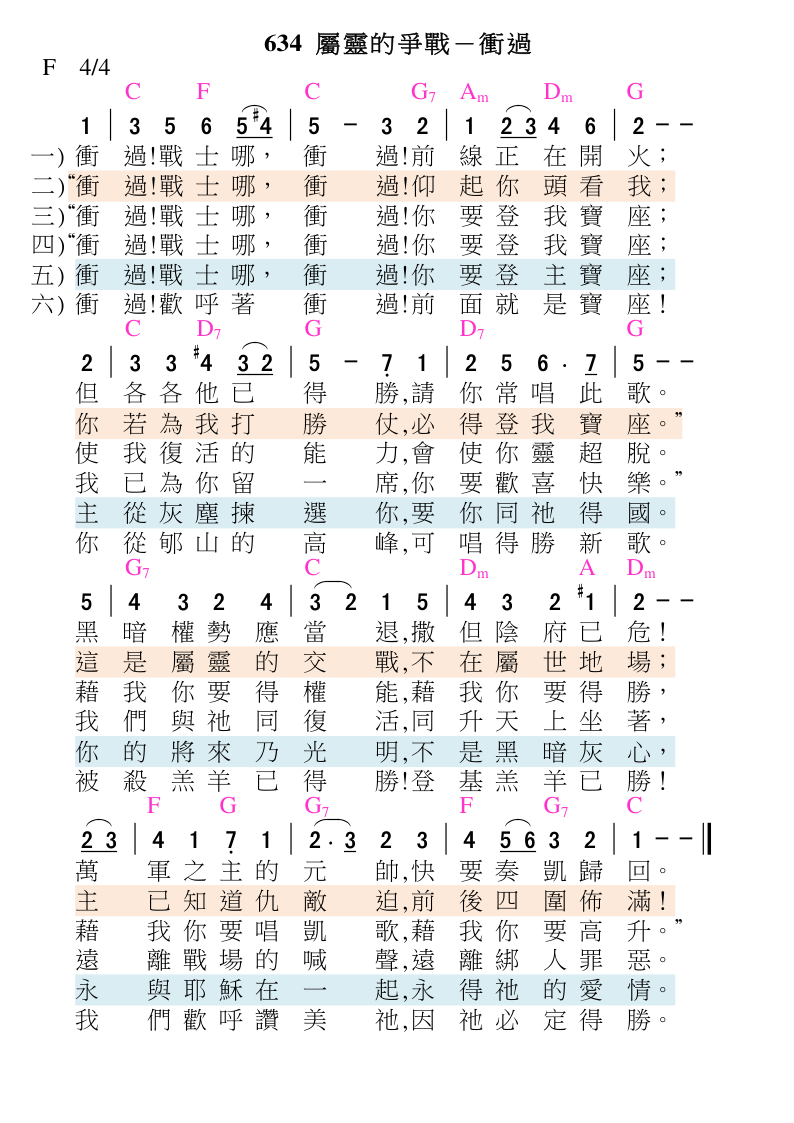 634 屬靈的爭戰－衝過
F 4/4
C F C G7 Am Dm G
1 | 3 5 6 5 #4 | 5 － 3 2 | 1 2 3 4 6 | 2 － －
一) 衝 過!戰 士 哪， 衝 過!前 線 正 在 開 火；
二)“衝 過!戰 士 哪， 衝 過!仰 起 你 頭 看 我；
三)“衝 過!戰 士 哪， 衝 過!你 要 登 我 寶 座；
四)“衝 過!戰 士 哪， 衝 過!你 要 登 我 寶 座；
五) 衝 過!戰 士 哪， 衝 過!你 要 登 主 寶 座；
六) 衝 過!歡 呼 著 衝 過!前 面 就 是 寶 座！
C D7 G D7 G
2 | 3 3 #4 3 2 | 5 － 7̣ 1 | 2 5 6 . 7 | 5 － －
但 各 各 他 已 得 勝,請 你 常 唱 此 歌。
你 若 為 我 打 勝 仗,必 得 登 我 寶 座。”
使 我 復 活 的 能 力,會 使 你 靈 超 脫。
我 已 為 你 留 一 席,你 要 歡 喜 快 樂。”
主 從 灰 塵 揀 選 你,要 你 同 祂 得 國。
你 從 郇 山 的 高 峰,可 唱 得 勝 新 歌。
G7 C Dm A Dm
5 | 4 3 2 4 | 3 2 1 5 | 4 3 2 #1 | 2 － －
黑 暗 權 勢 應 當 退,撒 但 陰 府 已 危！
這 是 屬 靈 的 交 戰,不 在 屬 世 地 場；
藉 我 你 要 得 權 能,藉 我 你 要 得 勝，
我 們 與 祂 同 復 活,同 升 天 上 坐 著，
你 的 將 來 乃 光 明,不 是 黑 暗 灰 心，
被 殺 羔 羊 已 得 勝!登 基 羔 羊 已 勝！
F G G7 F G7 C
2 3 | 4 1 7̣ 1 | 2 . 3 2 3 | 4 5 6 3 2 | 1 － － ‖
萬 軍 之 主 的 元 帥,快 要 奏 凱 歸 回。
主 已 知 道 仇 敵 迫,前 後 四 圍 佈 滿！
藉 我 你 要 唱 凱 歌,藉 我 你 要 高 升。”
遠 離 戰 場 的 喊 聲,遠 離 綁 人 罪 惡。
永 與 耶 穌 在 一 起,永 得 祂 的 愛 情。
我 們 歡 呼 讚 美 祂,因 祂 必 定 得 勝。